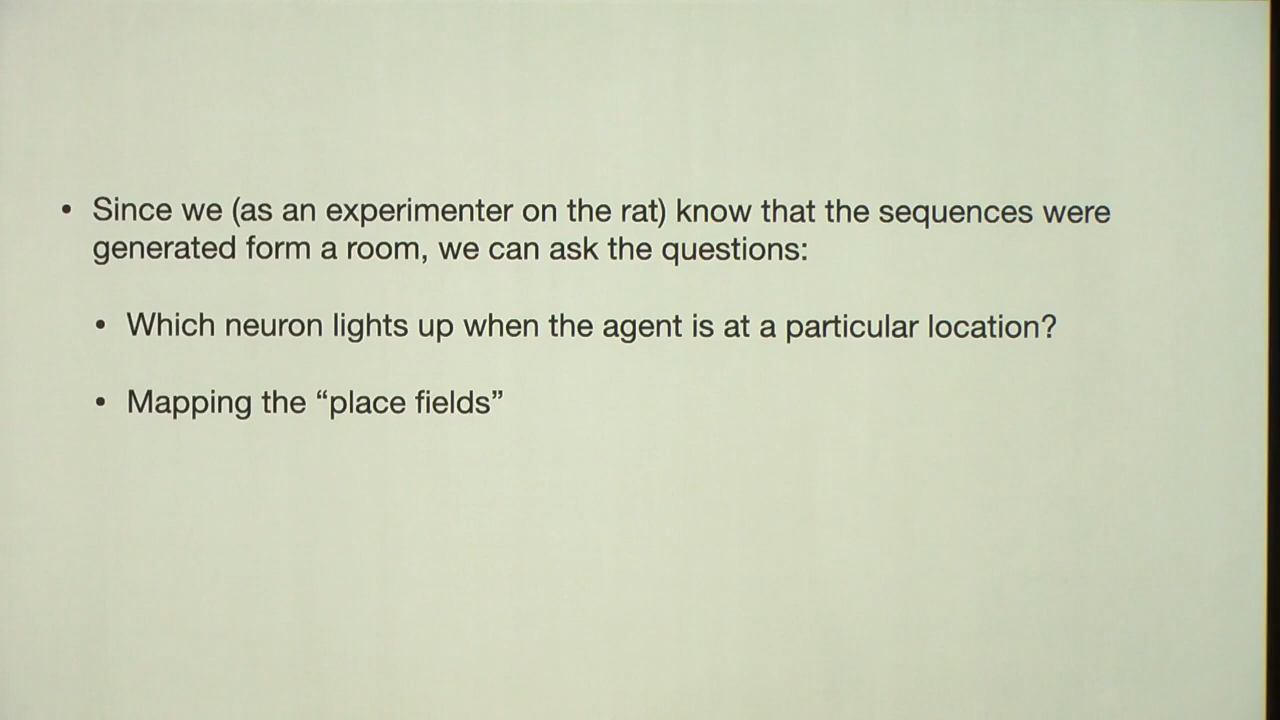 • Since we (as an experimenter on the rat) know that the sequences were
generated form a room, we can ask the questions:
• Which neuron lights up when the agent is at a particular location?
• Mapping the “place fields”